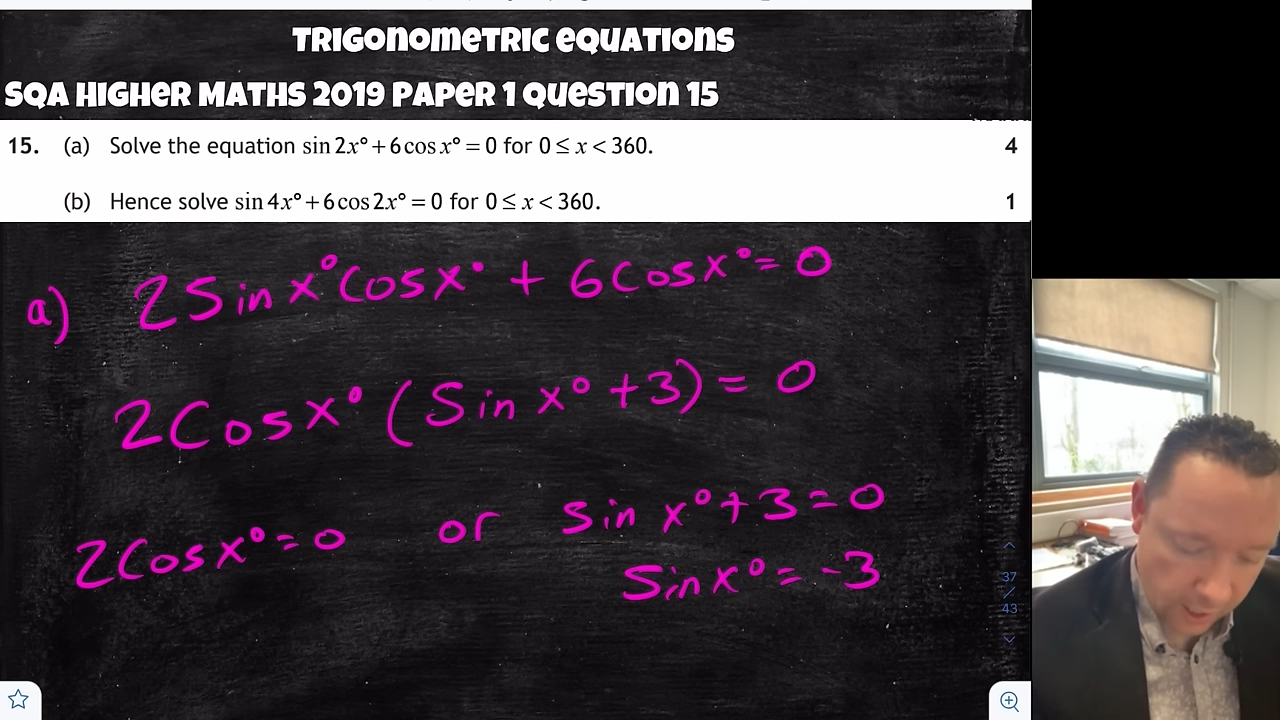 TRIGONOMETRIC EQUATIONS
SQA HIGHER MATHS 2019 PAPER 1 QUESTION 15
15. (a) Solve the equation sin 2x° + 6 cos x° = 0 for 0 ≤ x < 360. 4
(b) Hence solve sin 4x° + 6 cos 2x° = 0 for 0 ≤ x < 360. 1
a) 2Sin x° Cos x° + 6Cos x° = 0
2Cos x° (Sin x° + 3) = 0
2Cos x° = 0 or Sin x° + 3 = 0
Sin x° = -3
37
/
43